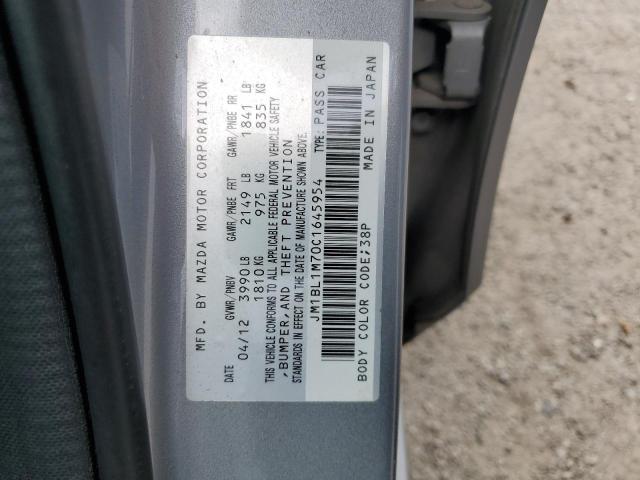 MFD. BY MAZDA MOTOR CORPORATION
GVWR/PNBV GAWR/PNBE FRT GAWR/PNBE RR
DATE 04/12 3990 LB 2149 LB 1841 LB
1810 KG 975 KG 835 KG
THIS VEHICLE CONFORMS TO ALL APPLICABLE FEDERAL MOTOR VEHICLE SAFETY
,BUMPER,AND THEFT PREVENTION
STANDARDS IN EFFECT ON THE DATE OF MANUFACTURE SHOWN ABOVE.
JM1BL1M70C1645954 TYPE: PASS CAR
BODY COLOR CODE;38P MADE IN JAPAN